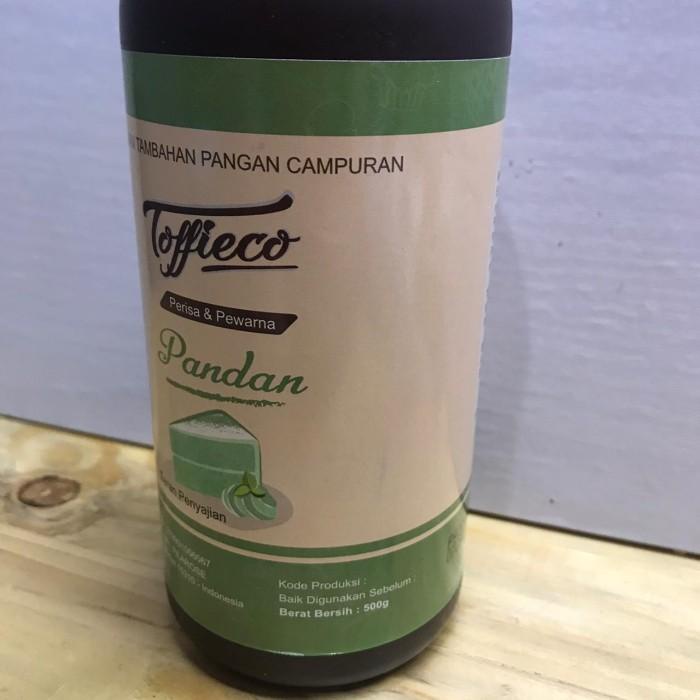 TAMBAHAN PANGAN CAMPURAN
Toffieco
Perisa & Pewarna
Pandan
Penyajian
- Indonesia
Kode Produksi :
Baik Digunakan Sebelum :
Berat Bersih : 500g